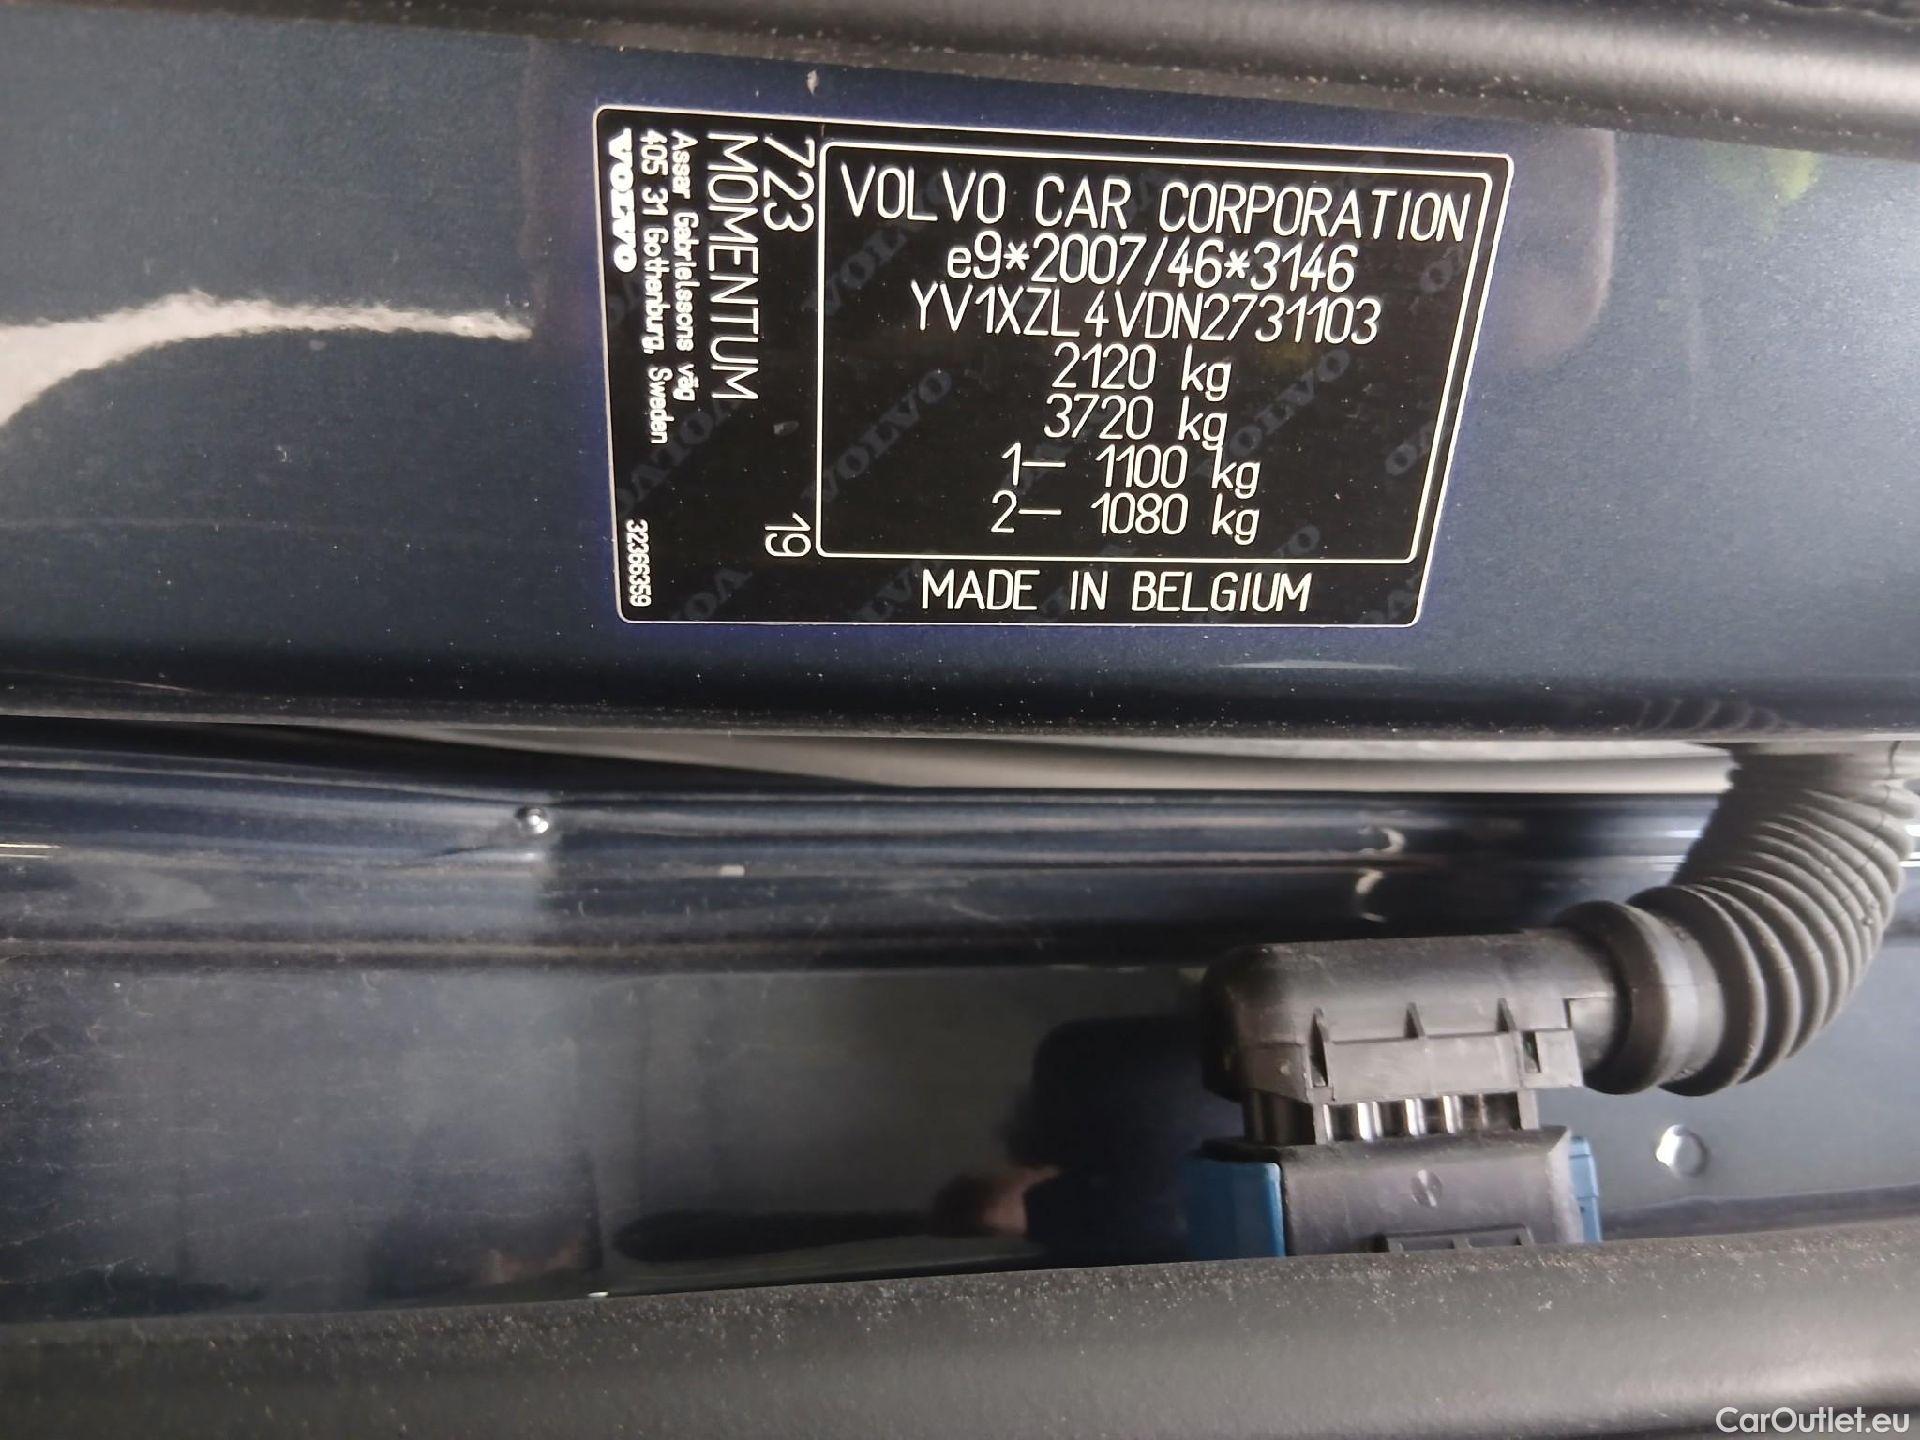 VOLVO CAR CORPORATION
e9*2007/46*3146
YV1XZL4VDN2731103
2120 kg
3720 kg
1— 1100 kg
2— 1080 kg
MADE IN BELGIUM
723
19
MOMENTUM
Assar Gabrielssons väg
405 31 Gothenburg, Sweden
VOLVO
32366359
CarOutlet.eu